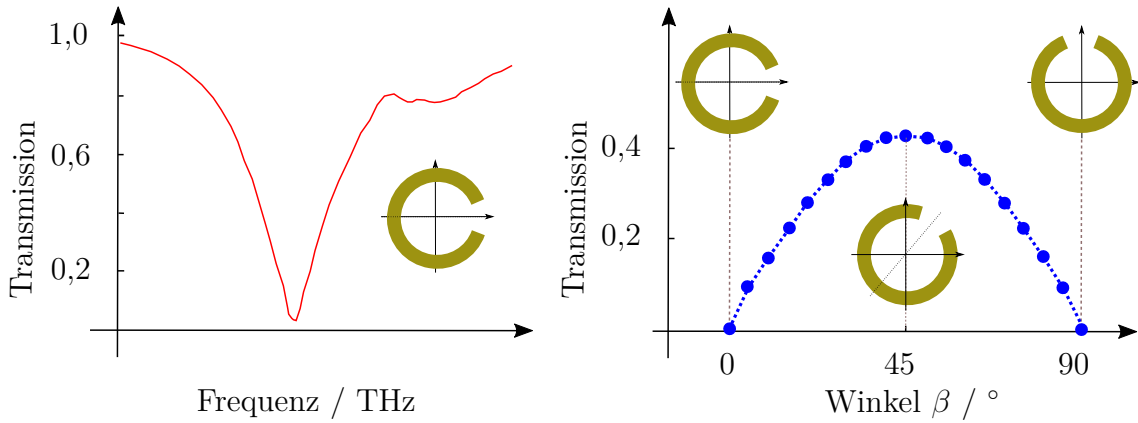 1,0
0,6
0,2
Transmission
Frequenz / THz
0,4
0,2
Transmission
0
45
90
Winkel β / °